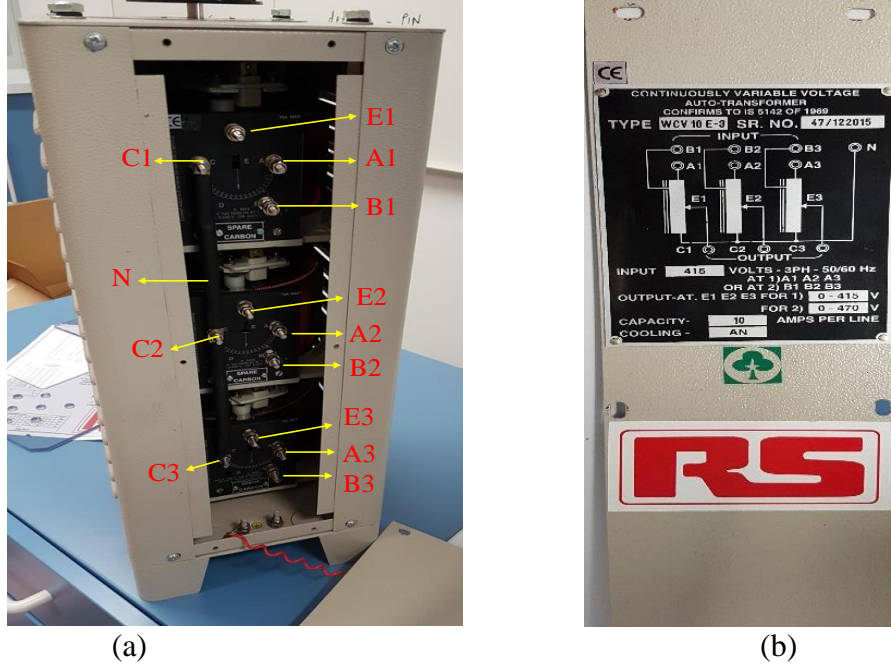 E1
C1
A1
B1
SPARE
CARBON
N
E2
C2
A2
B2
SPARE
CARBON
E3
C3
A3
B3
(a)
CE
CONTINUOUSLY VARIABLE VOLTAGE
AUTO-TRANSFORMER
CONFIRMS TO IS 5142 OF 1969
TYPE WCV 10 E-3 SR. NO. 47/122015
INPUT
B1 B2 B3 N
A1 A2 A3
E1 E2 E3
C1 C2 C3
OUTPUT
INPUT 415 VOLTS - 3PH - 50/60 Hz
AT 1)A1 A2 A3
OR AT 2) B1 B2 B3
OUTPUT-AT. E1 E2 E3 FOR 1) 0 - 415 V
FOR 2) 0 - 470 V
CAPACITY- 10 AMPS PER LINE
COOLING - AN
RS
(b)